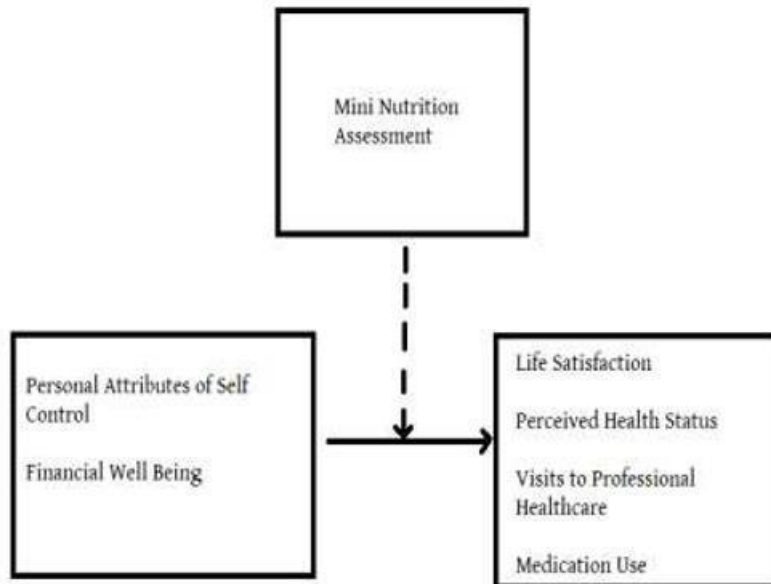 Mini Nutrition
Assessment
Personal Attributes of Self
Control
Financial Well Being
Life Satisfaction
Perceived Health Status
Visits to Professional
Healthcare
Medication Use